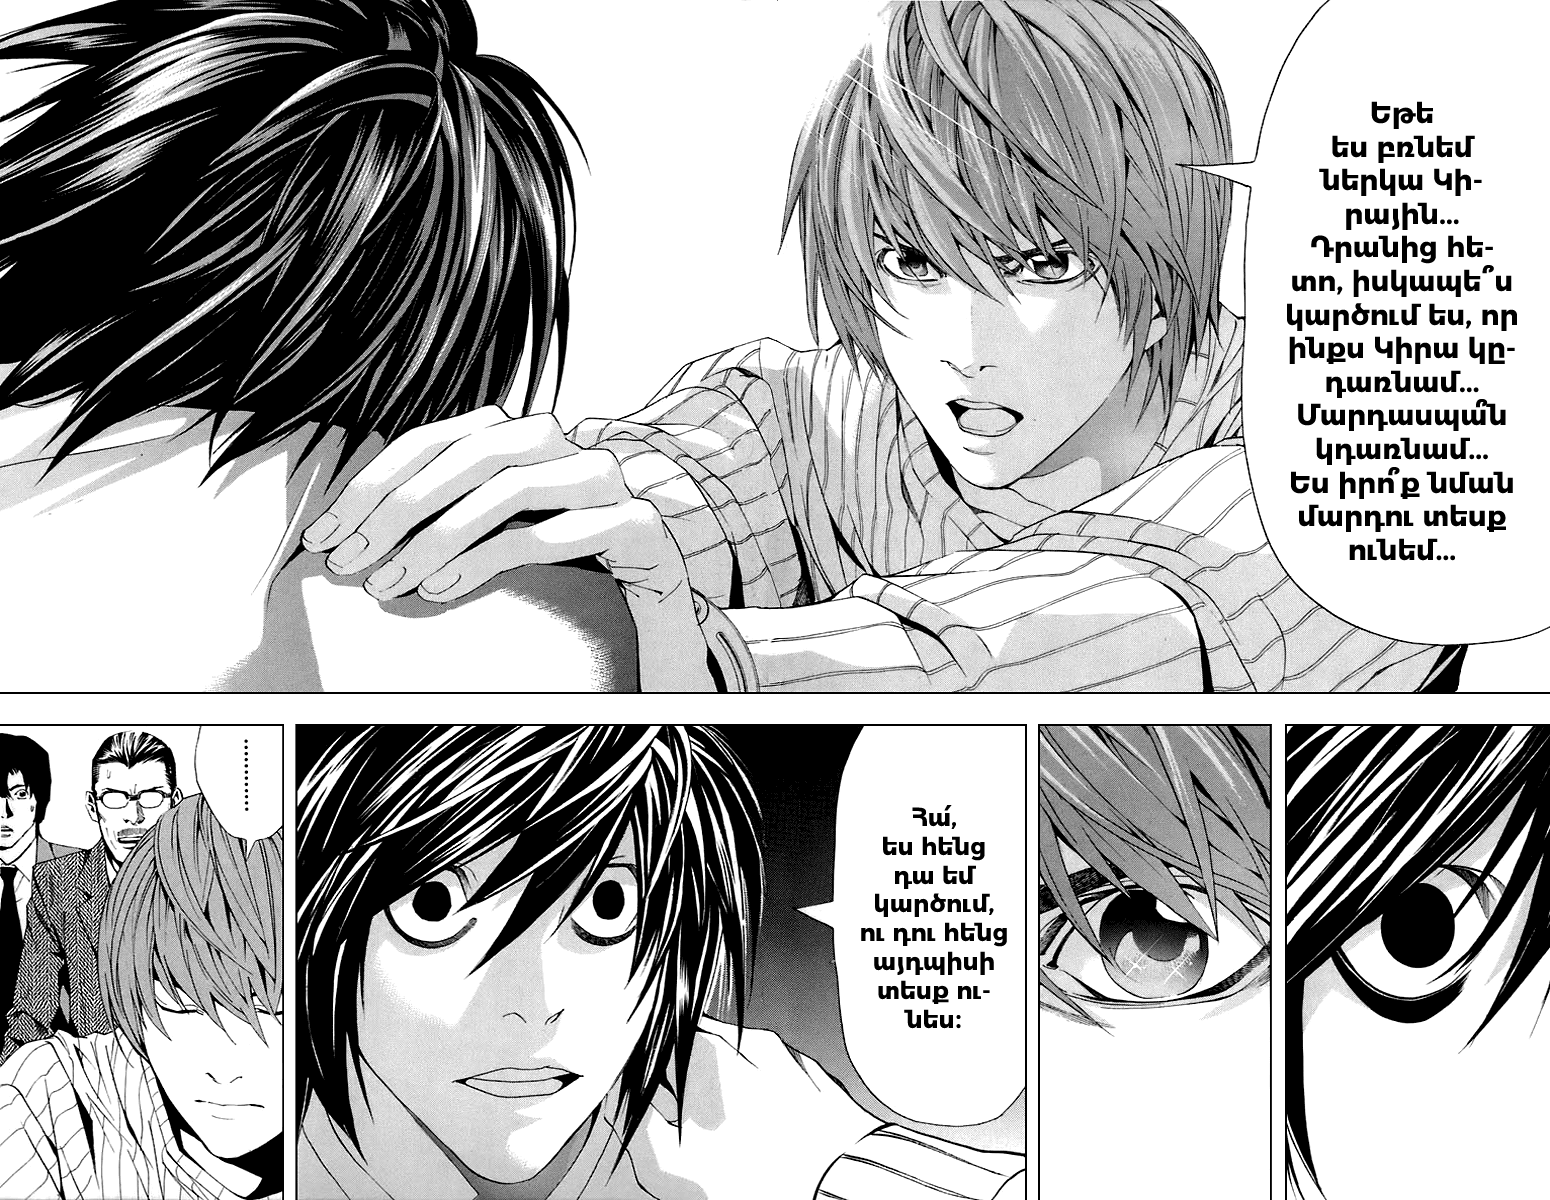 Եթե
ես բռնեմ
ներկա Կի-
րային...
Դրանից հե-
տո, իսկապե՞ս
կարծում ես, որ
ինքս Կիրա կը-
դառնամ...
Մարդասպա՞ն
կդառնամ...
Ես իրո՞ք նման
մարդու տեսք
ունեմ...
Հա՛,
ես հենց
դա եմ
կարծում,
ու դու հենց
այդպիսի
տեսք ու-
նես:
..........